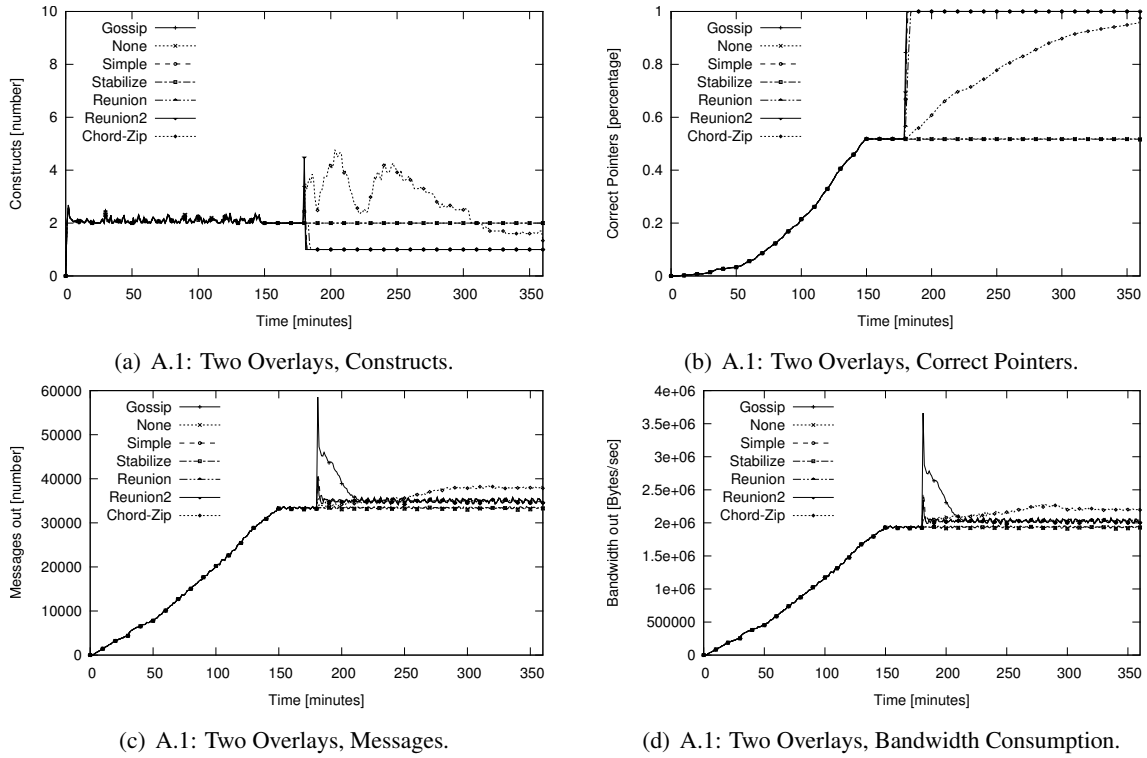 Constructs [number]
10
8
6
4
2
0
Gossip
None
Simple
Stabilize
Reunion
Reunion2
Chord-Zip
0 50 100 150 200 250 300 350
Time [minutes]
(a) A.1: Two Overlays, Constructs.
Correct Pointers [percentage]
1
0.8
0.6
0.4
0.2
0
Gossip
None
Simple
Stabilize
Reunion
Reunion2
Chord-Zip
0 50 100 150 200 250 300 350
Time [minutes]
(b) A.1: Two Overlays, Correct Pointers.
Messages out [number]
60000
50000
40000
30000
20000
10000
0
Gossip
None
Simple
Stabilize
Reunion
Reunion2
Chord-Zip
0 50 100 150 200 250 300 350
Time [minutes]
(c) A.1: Two Overlays, Messages.
Bandwidth out [Bytes/sec]
4e+06
3.5e+06
3e+06
2.5e+06
2e+06
1.5e+06
1e+06
500000
0
Gossip
None
Simple
Stabilize
Reunion
Reunion2
Chord-Zip
0 50 100 150 200 250 300 350
Time [minutes]
(d) A.1: Two Overlays, Bandwidth Consumption.